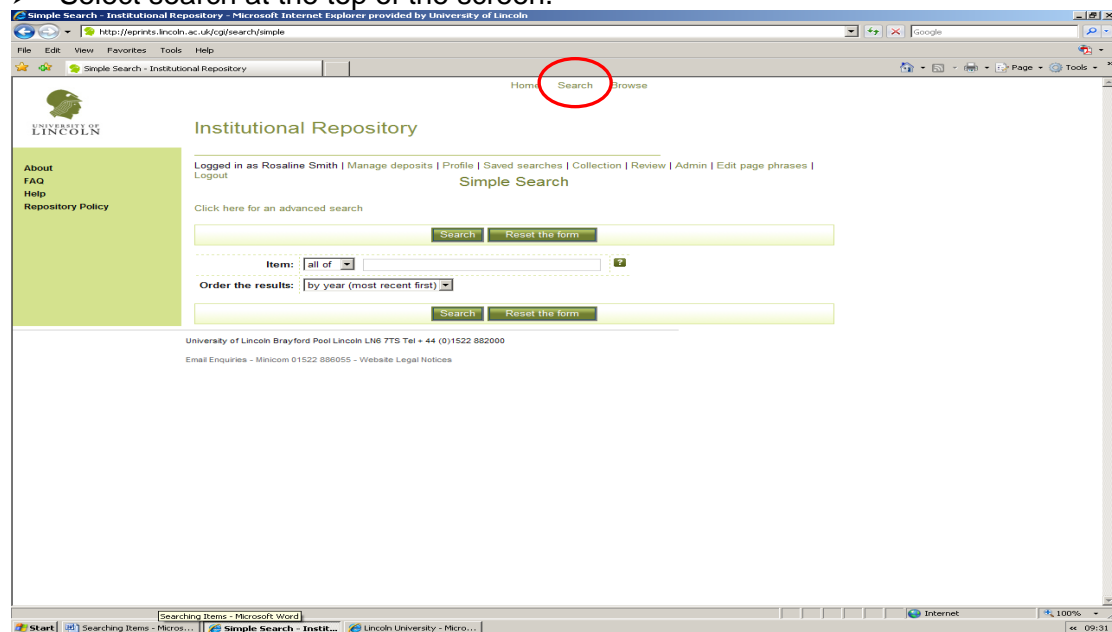 Select search at the top of the screen.
Simple Search - Institutional Repository - Microsoft Internet Explorer provided by University of Lincoln
http://eprints.lincoln.ac.uk/cgi/search/simple
Google
File Edit View Favorites Tools Help
Simple Search - Institutional Repository
Page Tools
Home Search Browse
UNIVERSITY OF
LINCOLN
Institutional Repository
About
FAQ
Help
Repository Policy
Logged in as Rosaline Smith | Manage deposits | Profile | Saved searches | Collection | Review | Admin | Edit page phrases |
Logout
Simple Search
Click here for an advanced search
Search Reset the form
Item: all of ?
Order the results: by year (most recent first)
Search Reset the form
University of Lincoln Brayford Pool Lincoln LN6 7TS Tel + 44 (0)1522 882000
Email Enquiries - Minicom 01522 886055 - Website Legal Notices
Searching Items - Microsoft Word
Internet 100%
Start Searching Items - Micros... Simple Search - Instit... Lincoln University - Micro... « 09:31